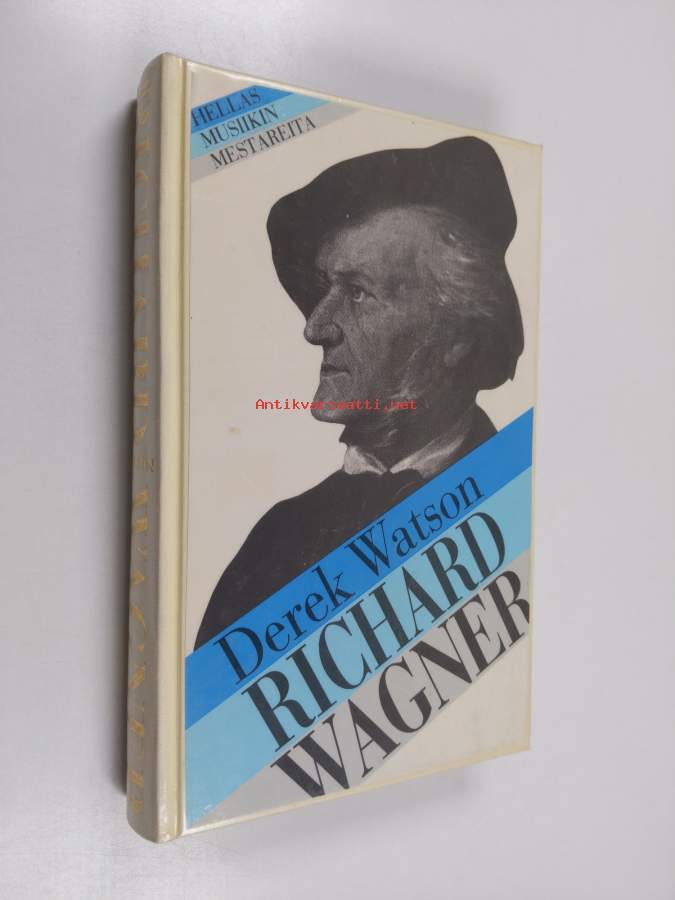 HELLAS
MUSIIKIN
MESTAREITA
Antikvariaatti.net
Derek Watson
RICHARD
WAGNER